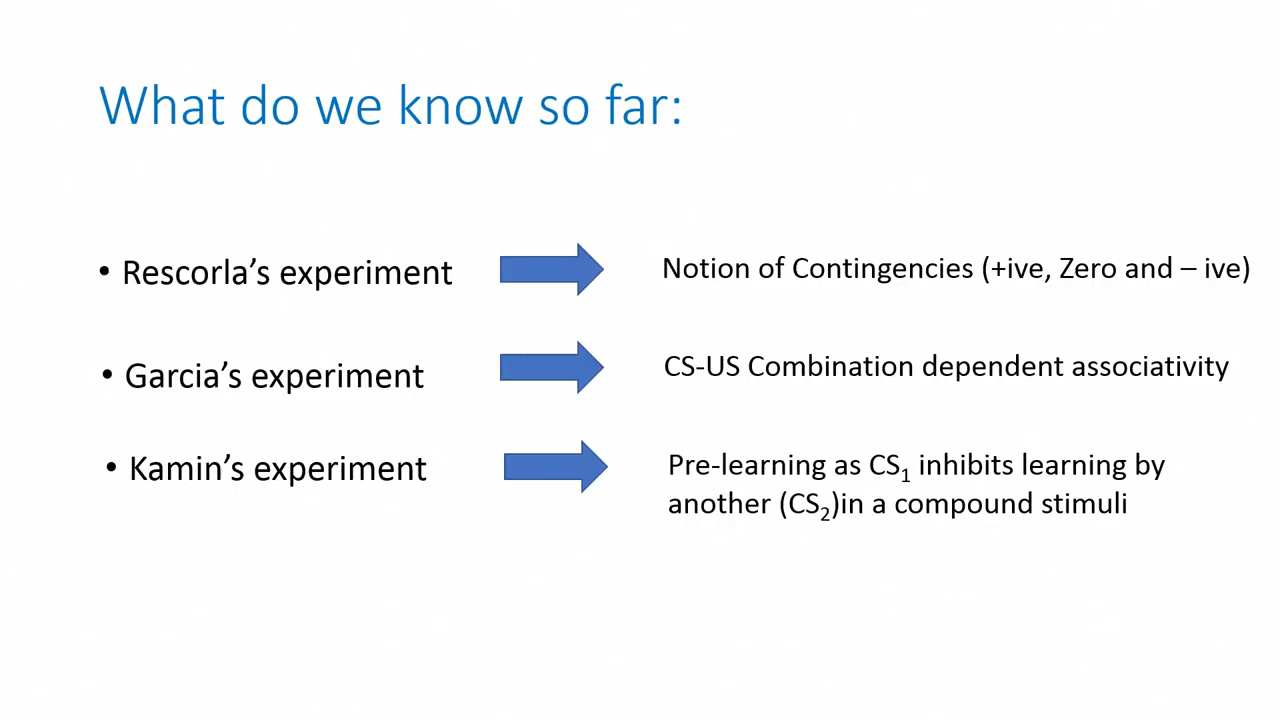 What do we know so far:
• Rescorla’s experiment
Notion of Contingencies (+ive, Zero and – ive)
• Garcia’s experiment
CS-US Combination dependent associativity
• Kamin’s experiment
Pre-learning as CS₁ inhibits learning by
another (CS₂)in a compound stimuli